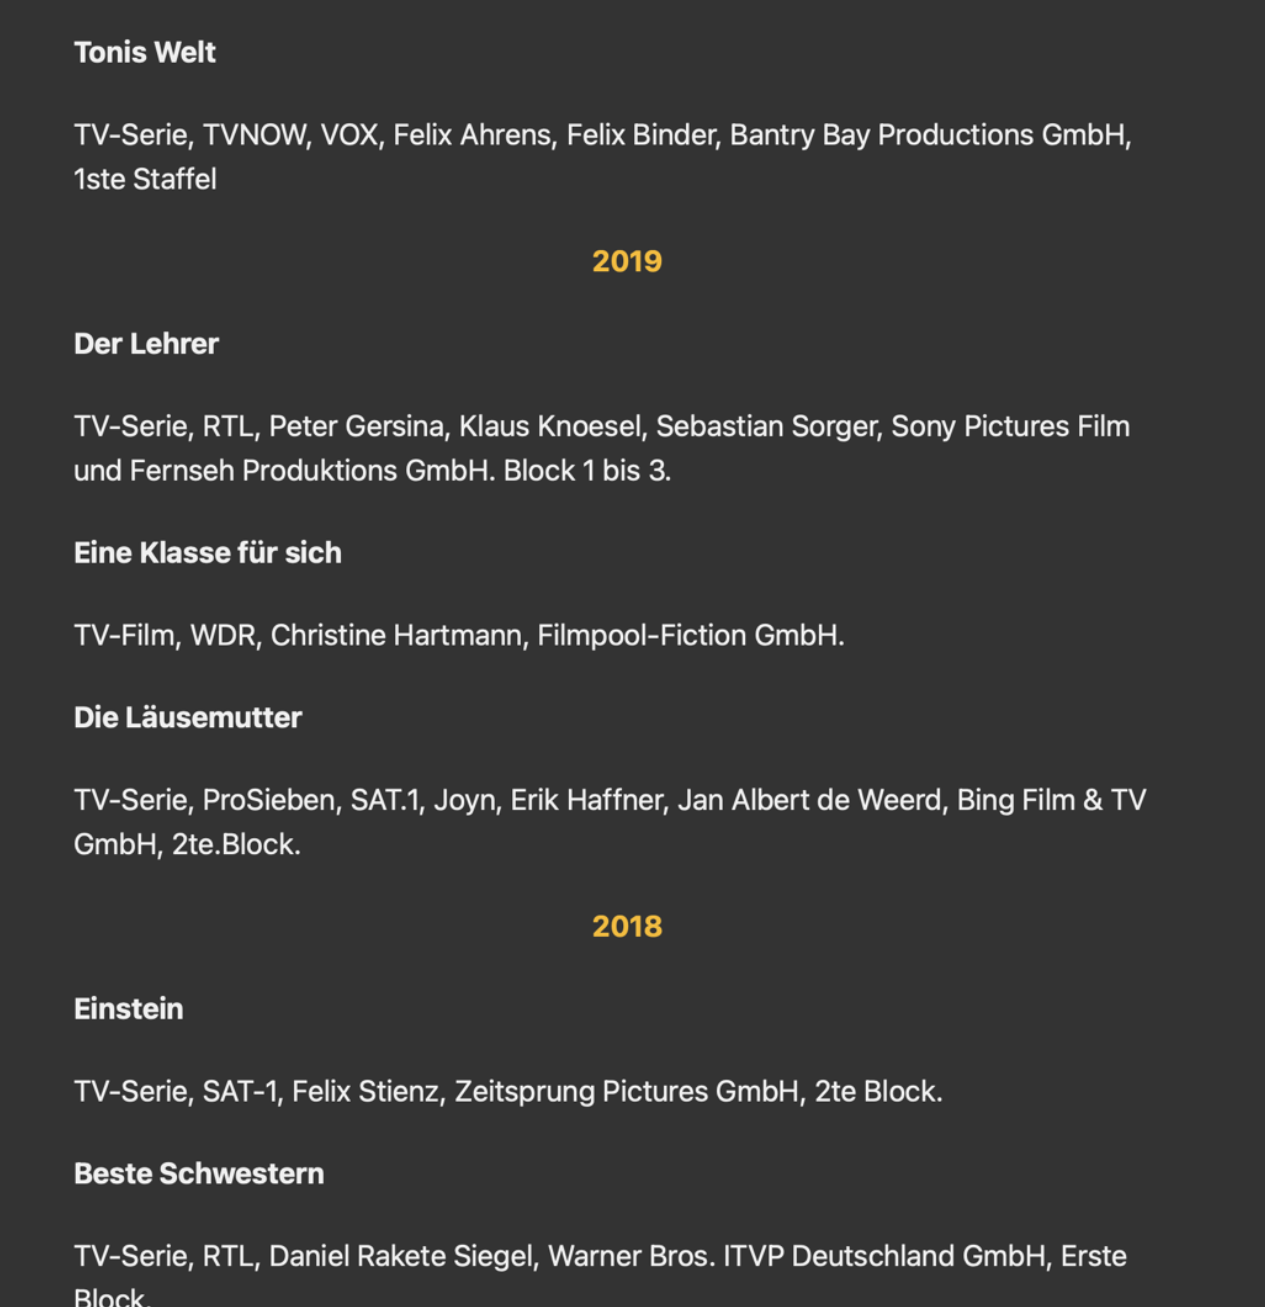 Tonis Welt
TV-Serie, TVNOW, VOX, Felix Ahrens, Felix Binder, Bantry Bay Productions GmbH,
1ste Staffel
2019
Der Lehrer
TV-Serie, RTL, Peter Gersina, Klaus Knoesel, Sebastian Sorger, Sony Pictures Film
und Fernseh Produktions GmbH. Block 1 bis 3.
Eine Klasse für sich
TV-Film, WDR, Christine Hartmann, Filmpool-Fiction GmbH.
Die Läusemutter
TV-Serie, ProSieben, SAT.1, Joyn, Erik Haffner, Jan Albert de Weerd, Bing Film & TV
GmbH, 2te.Block.
2018
Einstein
TV-Serie, SAT-1, Felix Stienz, Zeitsprung Pictures GmbH, 2te Block.
Beste Schwestern
TV-Serie, RTL, Daniel Rakete Siegel, Warner Bros. ITVP Deutschland GmbH, Erste
Block.